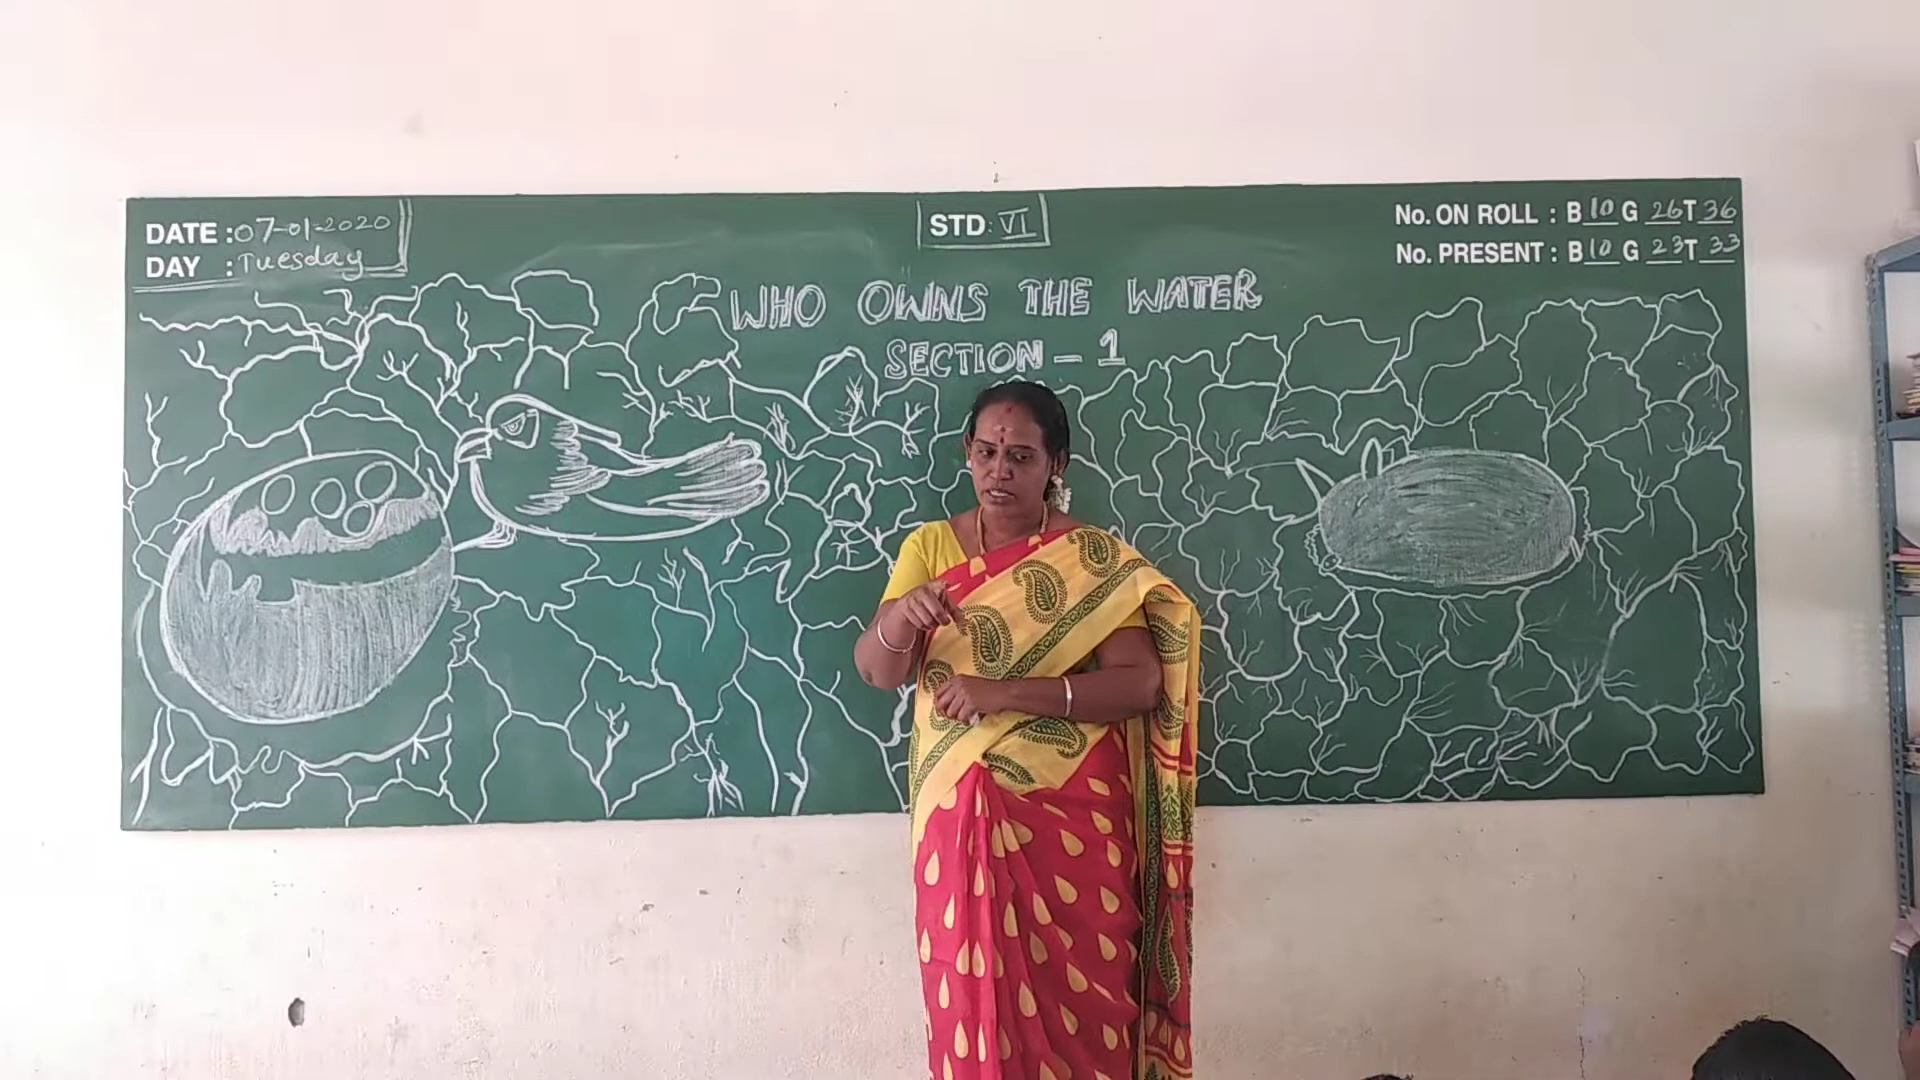 DATE : 07-01-2020
DAY : Tuesday
STD : VI
No. ON ROLL : B 10 G 26 T 36
No. PRESENT : B 10 G 23 T 33
WHO OWNS THE WATER
SECTION - 1